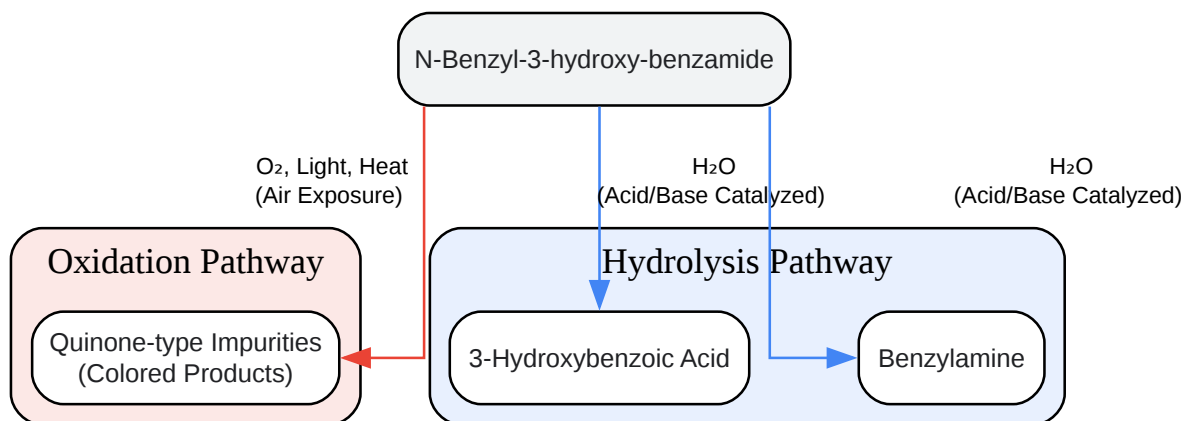 N-Benzyl-3-hydroxy-benzamide
O₂, Light, Heat
(Air Exposure)
H₂O
(Acid/Base Catalyzed)
H₂O
(Acid/Base Catalyzed)
Oxidation Pathway
Hydrolysis Pathway
Quinone-type Impurities
(Colored Products)
3-Hydroxybenzoic Acid
Benzylamine